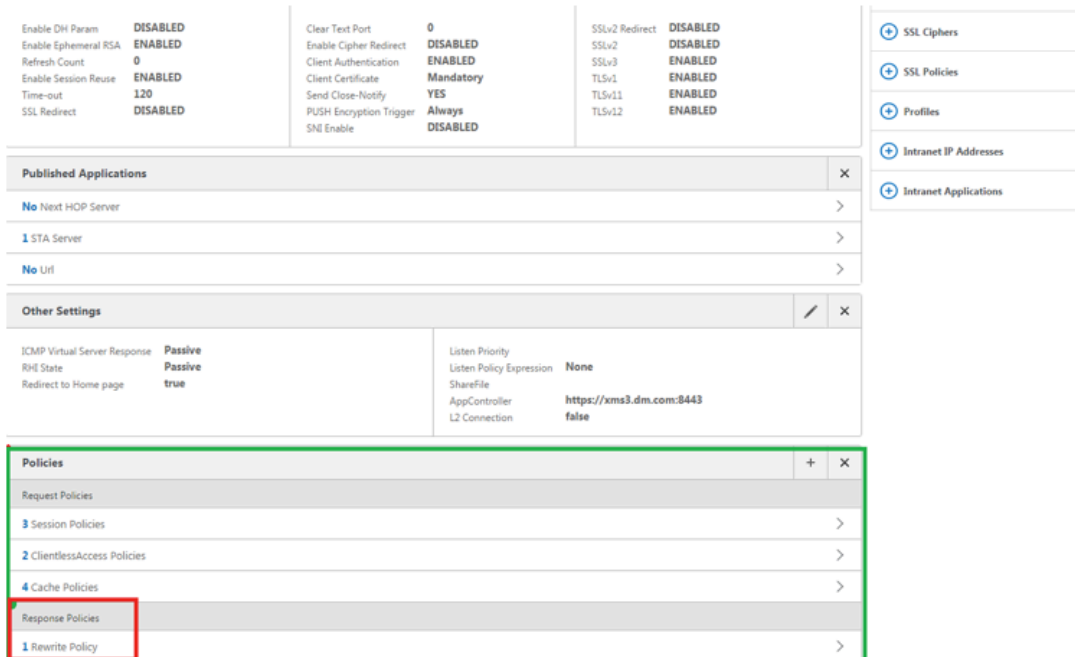 Enable DH Param DISABLED
Enable Ephemeral RSA ENABLED
Refresh Count 0
Enable Session Reuse ENABLED
Time-out 120
SSL Redirect DISABLED
Clear Text Port 0
Enable Cipher Redirect DISABLED
Client Authentication ENABLED
Client Certificate Mandatory
Send Close-Notify YES
PUSH Encryption Trigger Always
SNI Enable DISABLED
SSLv2 Redirect DISABLED
SSLv2 DISABLED
SSLv3 ENABLED
TLSv1 ENABLED
TLSv11 ENABLED
TLSv12 ENABLED
Published Applications
No Next HOP Server
1 STA Server
No Url
Other Settings
ICMP Virtual Server Response Passive
RHI State Passive
Redirect to Home page true
Listen Priority
Listen Policy Expression None
ShareFile
AppController https://xms3.dm.com:8443
L2 Connection false
Policies
Request Policies
3 Session Policies
2 ClientlessAccess Policies
4 Cache Policies
Response Policies
1 Rewrite Policy
SSL Ciphers
SSL Policies
Profiles
Intranet IP Addresses
Intranet Applications